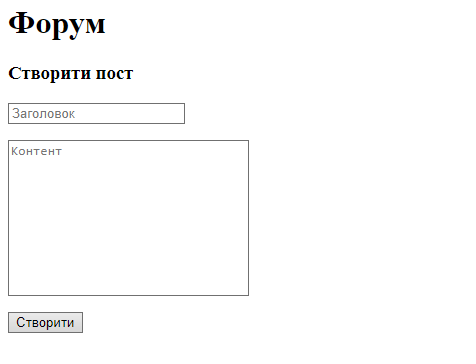 Форум
Створити пост
Заголовок
Контент
Створити